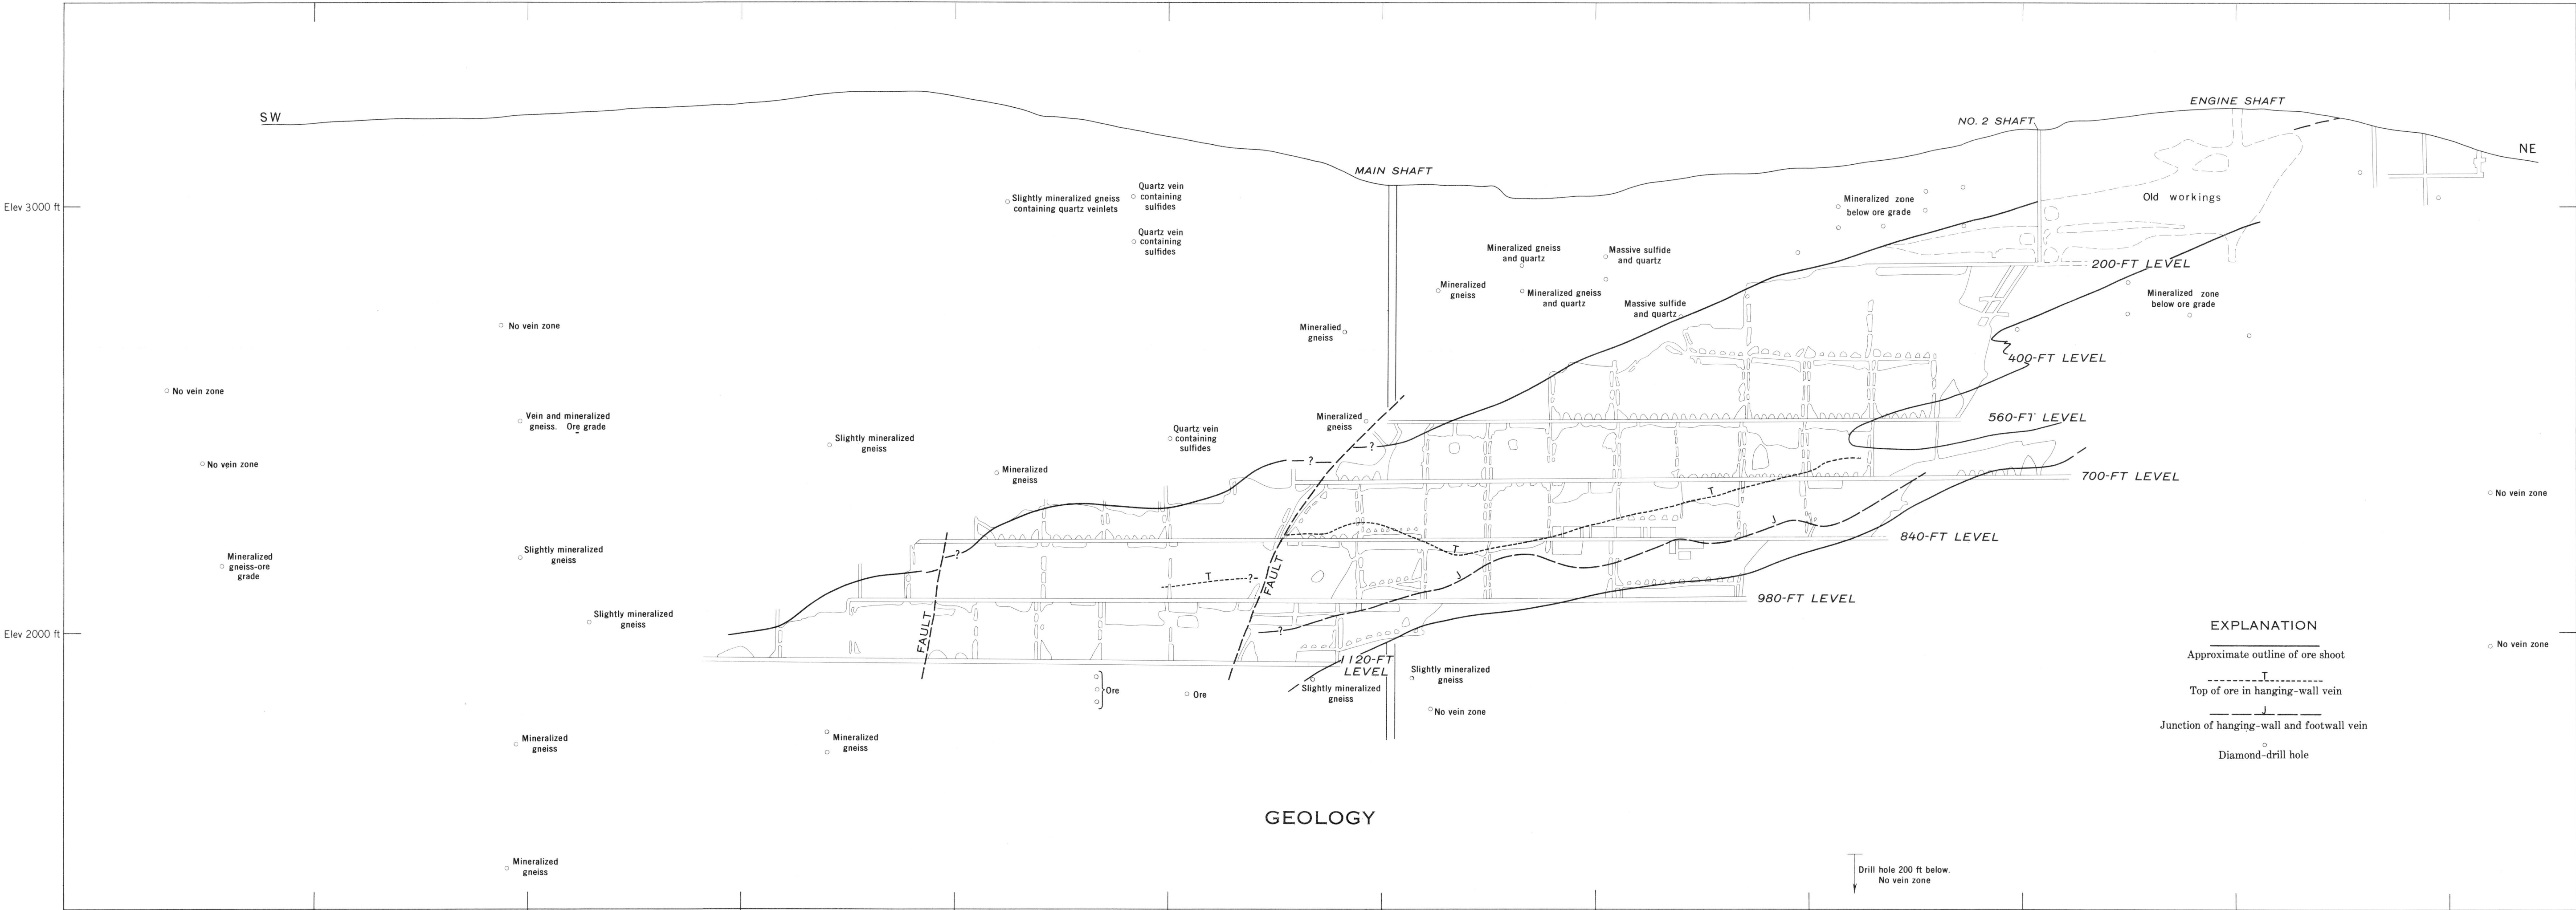 ENGINE SHAFT
SW
NO. 2 SHAFT
NE
MAIN SHAFT
Elev 3000 ft
Slightly mineralized gneiss
containing quartz veinlets
Quartz vein
containing
sulfides
Quartz vein
containing
sulfides
Mineralized zone
below ore grade
Old workings
Mineralized gneiss
and quartz
Massive sulfide
and quartz
200-FT LEVEL
Mineralized
gneiss
Mineralized gneiss
and quartz
Massive sulfide
and quartz
Mineralized zone
below ore grade
No vein zone
Mineralied
gneiss
400-FT LEVEL
No vein zone
Vein and mineralized
gneiss. Ore grade
Mineralized
gneiss
560-FT LEVEL
Slightly mineralized
gneiss
Quartz vein
containing
sulfides
?
?
No vein zone
Mineralized
gneiss
700-FT LEVEL
T
No vein zone
J
840-FT LEVEL
Slightly mineralized
gneiss
?
T
Mineralized
gneiss-ore
grade
T
?
FAULT
J
980-FT LEVEL
Slightly mineralized
gneiss
FAULT
?
Elev 2000 ft
1120-FT
LEVEL
Slightly mineralized
gneiss
Slightly mineralized
gneiss
Ore
Ore
No vein zone
No vein zone
Mineralized
gneiss
Mineralized
gneiss
EXPLANATION
Approximate outline of ore shoot
T
Top of ore in hanging-wall vein
J
Junction of hanging-wall and footwall vein
Diamond-drill hole
GEOLOGY
Mineralized
gneiss
Drill hole 200 ft below.
No vein zone